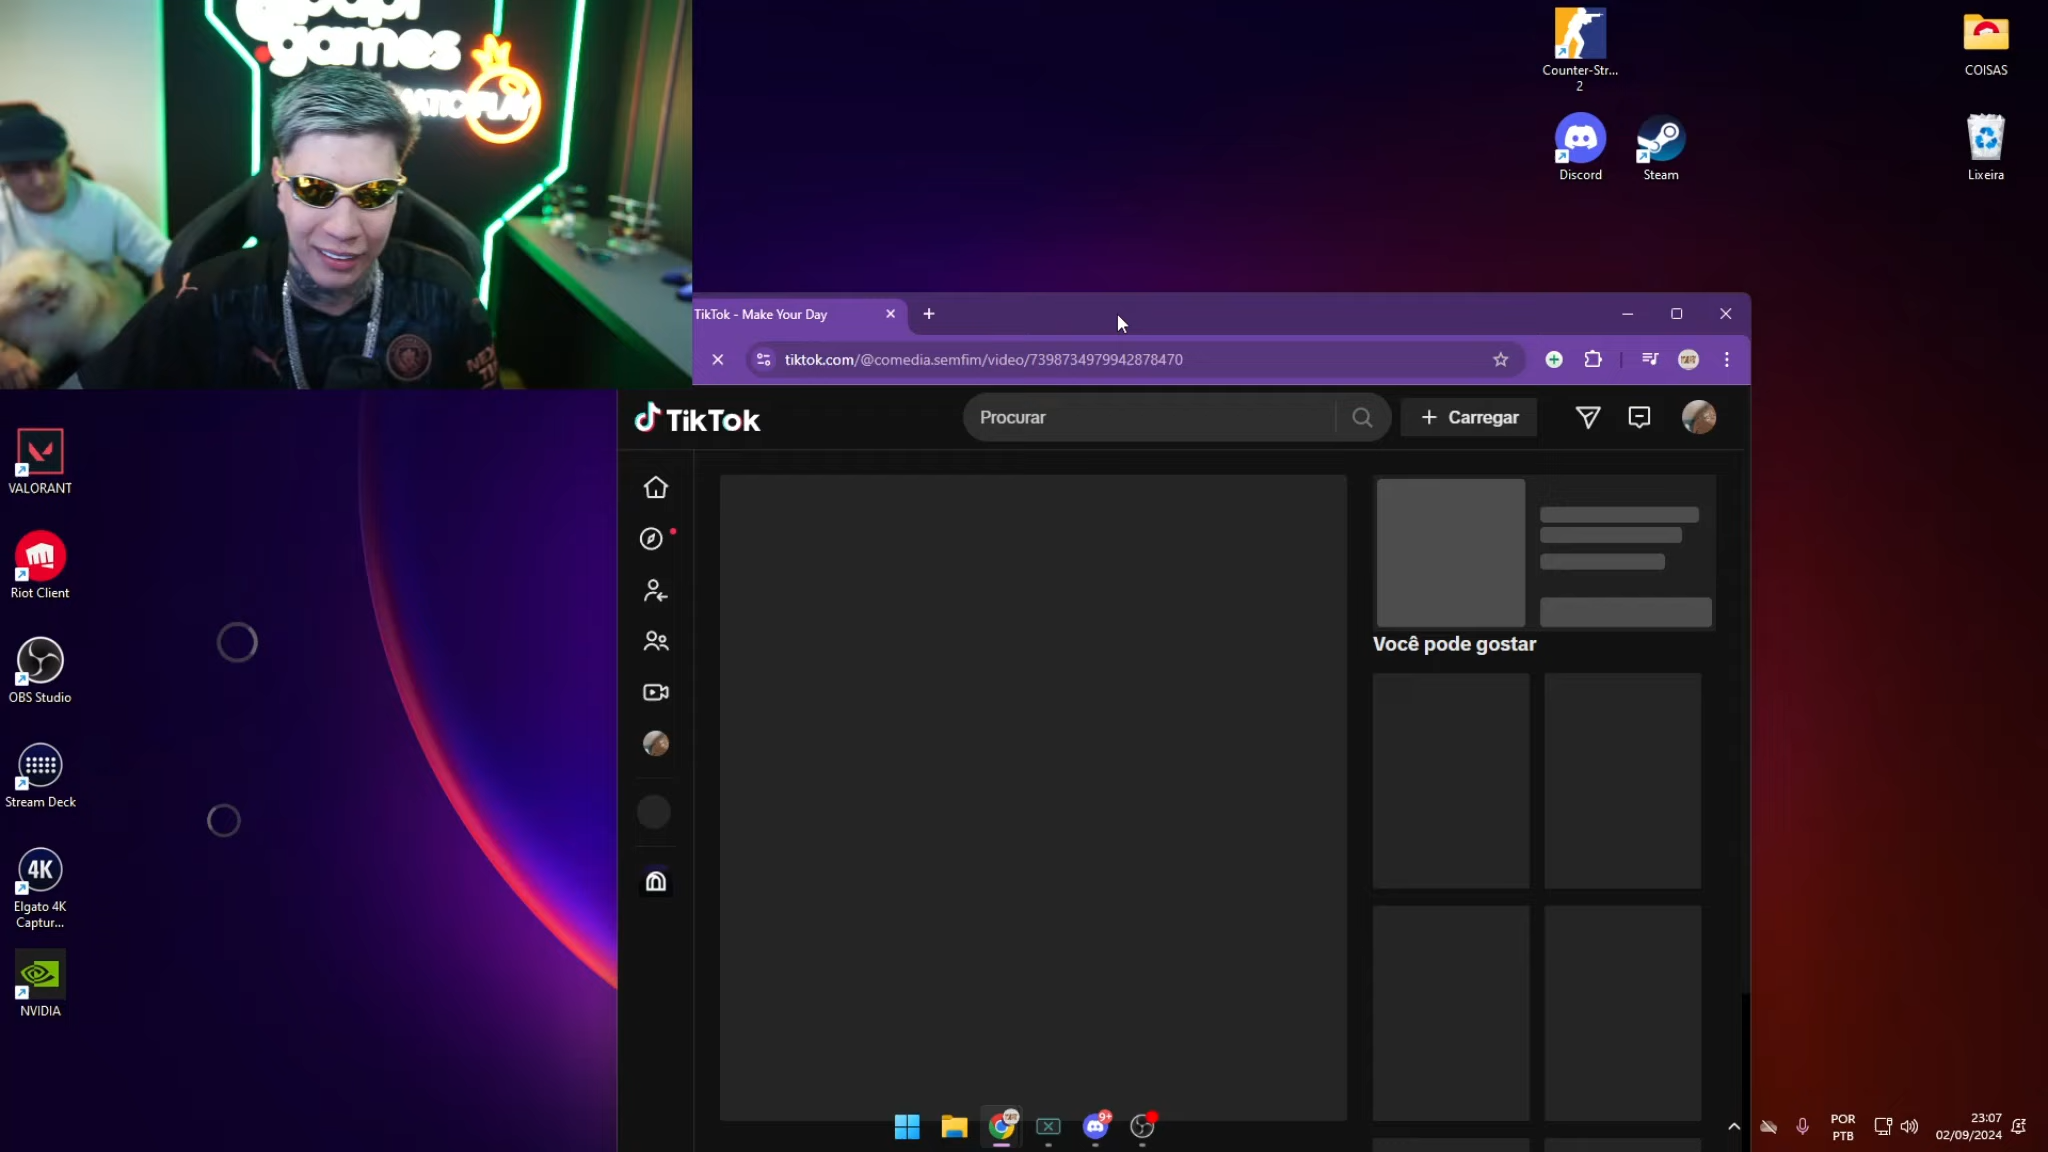 games
Counter-Str...
2
COISAS
Discord
Steam
Lixeira
TikTok - Make Your Day
tiktok.com/@comedia.semfim/video/7398734979942878470
TikTok
Procurar
Carregar
VALORANT
Riot Client
Você pode gostar
OBS Studio
Stream Deck
4K
Elgato 4K
Captur...
NVIDIA
9+
POR
PTB
23:07
02/09/2024